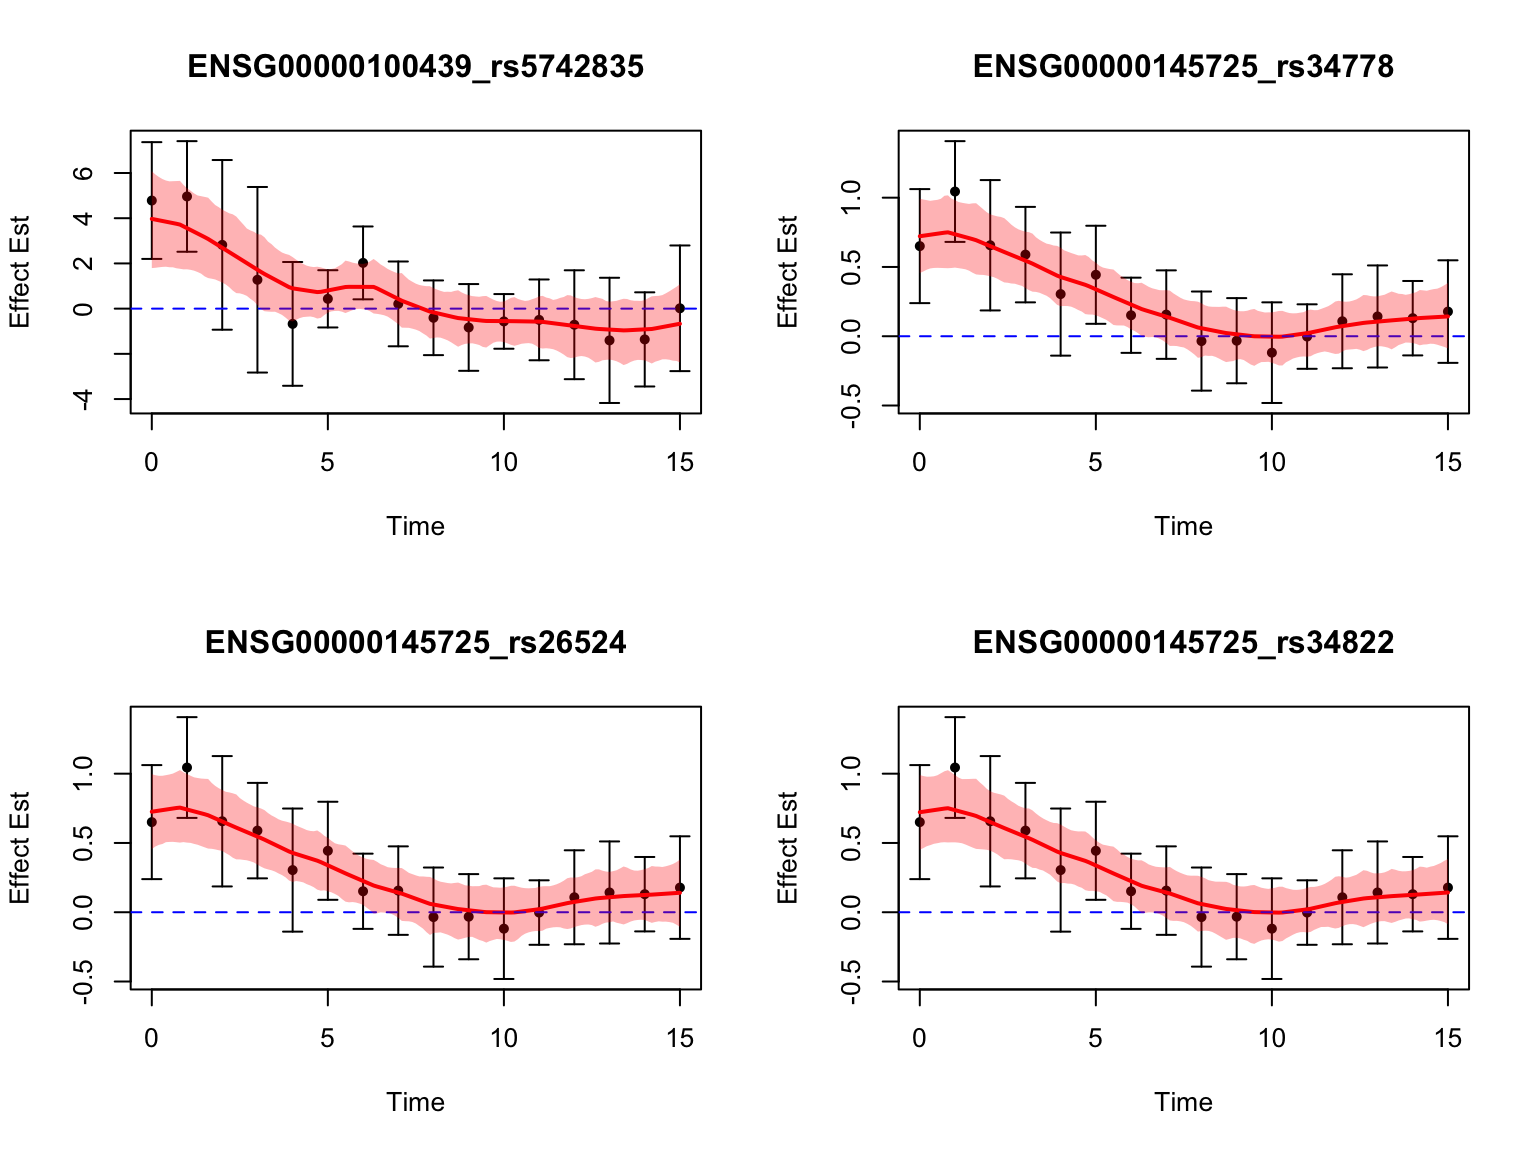 ENSG00000100439_rs5742835
Effect Est
6
4
2
0
-4
0 5 10 15
Time
ENSG00000145725_rs34778
Effect Est
1.0
0.5
0.0
-0.5
0 5 10 15
Time
ENSG00000145725_rs26524
Effect Est
1.0
0.5
0.0
-0.5
0 5 10 15
Time
ENSG00000145725_rs34822
Effect Est
1.0
0.5
0.0
-0.5
0 5 10 15
Time